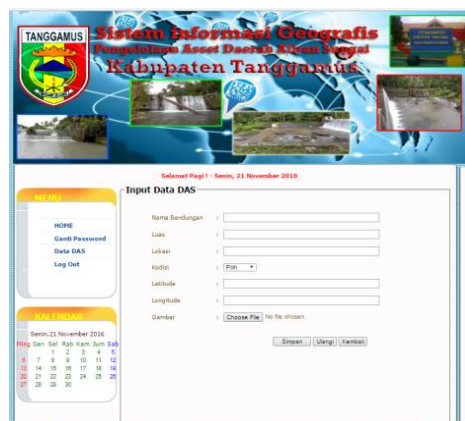 TANGGAMUS
Sistem Informasi Geografis
Pengelolaan Asset Daerah Aliran Sungai
Kabupaten Tanggamus
Selamat Pagi ! - Senin, 21 November 2016
MENU
HOME
Ganti Password
Data DAS
Log Out
KALENDAR
Senin,21 November 2016
Ming Sen Sel Rab Kam Jum Sab
1 2 3 4 5
6 7 8 9 10 11 12
13 14 15 16 17 18 19
20 21 22 23 24 25 26
27 28 29 30
Input Data DAS
Nama Bendungan :
Luas :
Lokasi :
Kodisi : Pilih
Latitude :
Longitude :
Gambar : Choose File No file chosen
Simpan Ulangi Kembali